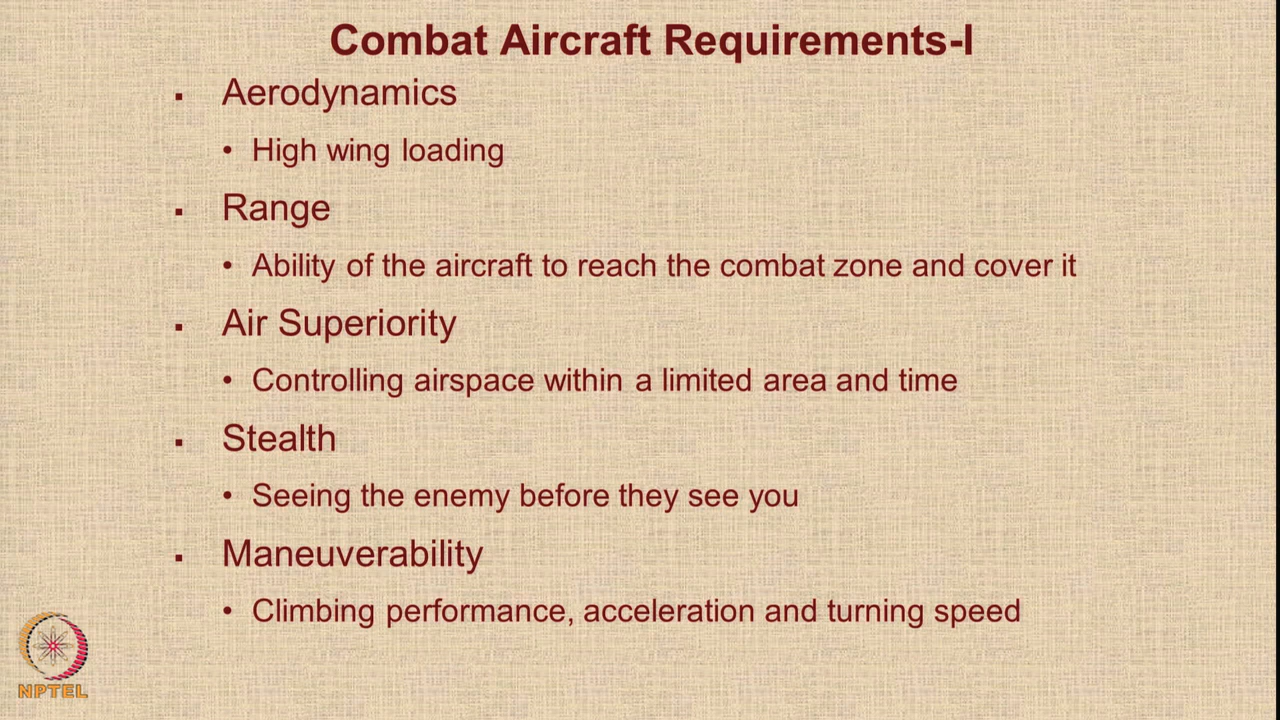 Combat Aircraft Requirements-I
▪ Aerodynamics
• High wing loading
▪ Range
• Ability of the aircraft to reach the combat zone and cover it
▪ Air Superiority
• Controlling airspace within a limited area and time
▪ Stealth
• Seeing the enemy before they see you
▪ Maneuverability
• Climbing performance, acceleration and turning speed
NPTEL